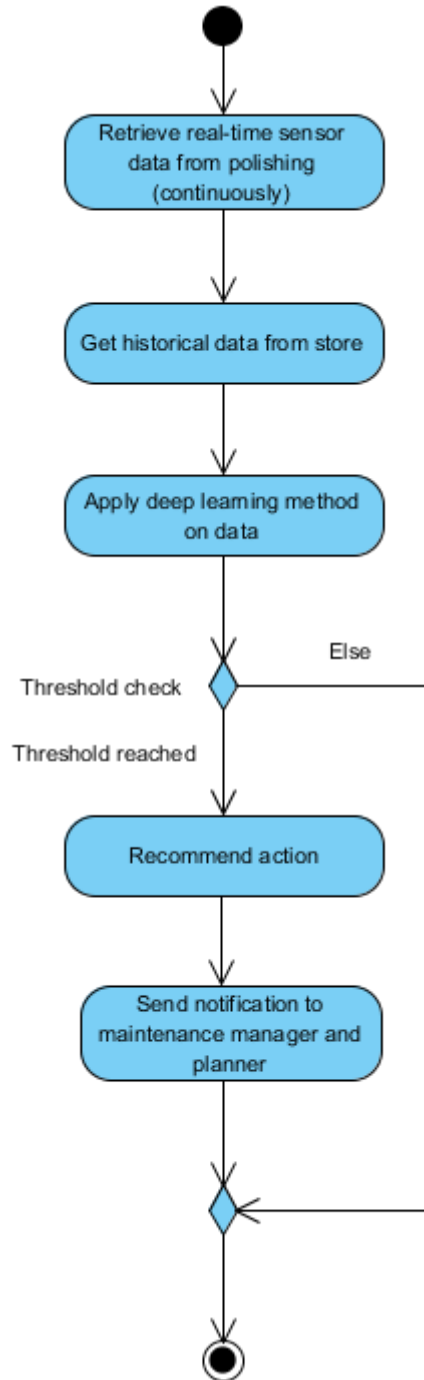 Retrieve real-time sensor
data from polishing
(continuously)
Get historical data from store
Apply deep learning method
on data
Else
Threshold check
Threshold reached
Recommend action
Send notification to
maintenance manager and
planner